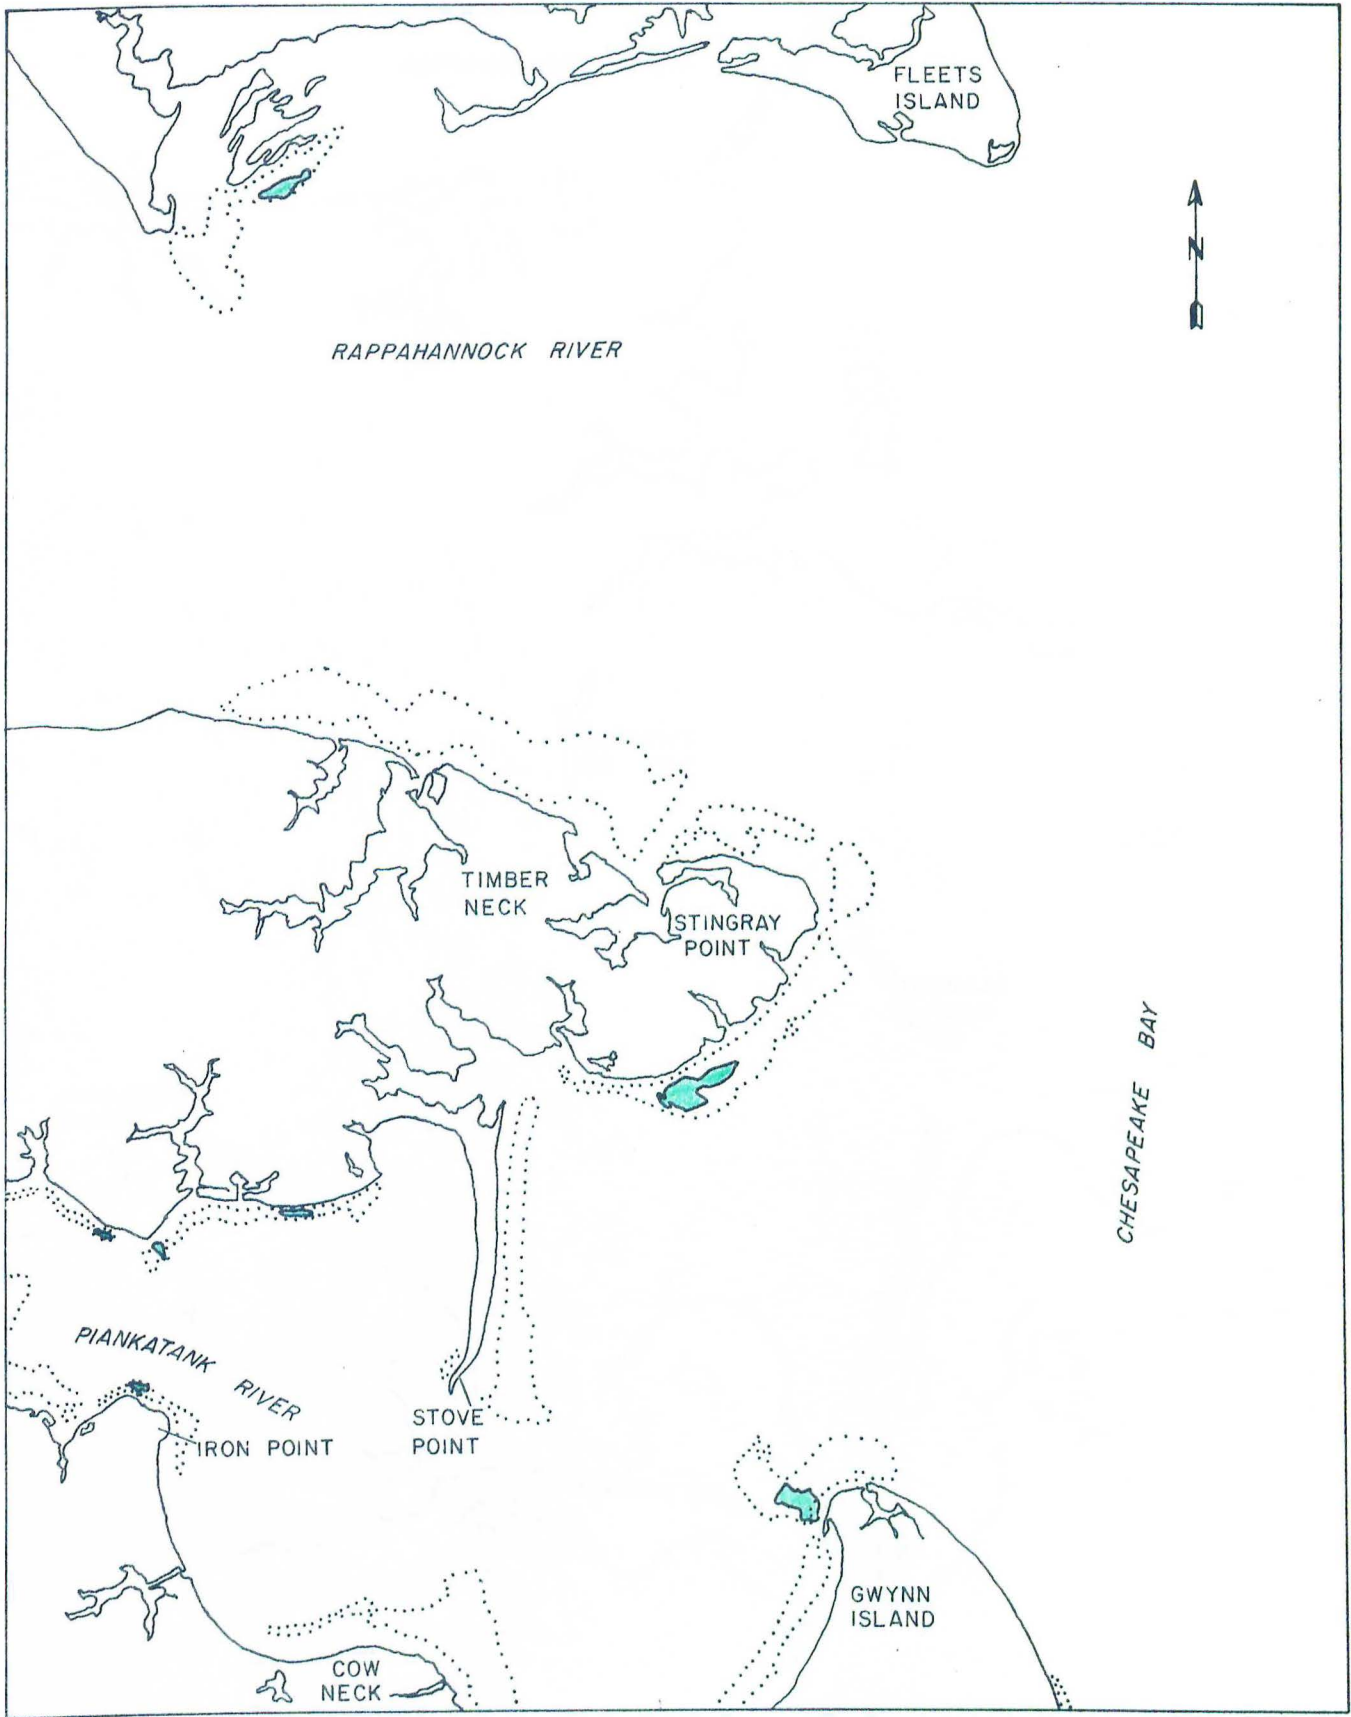 FLEETS
ISLAND
N
RAPPAHANNOCK RIVER
TIMBER
NECK
STINGRAY
POINT
CHESAPEAKE BAY
PIANKATANK RIVER
STOVE
POINT
IRON POINT
GWYNN
ISLAND
COW
NECK